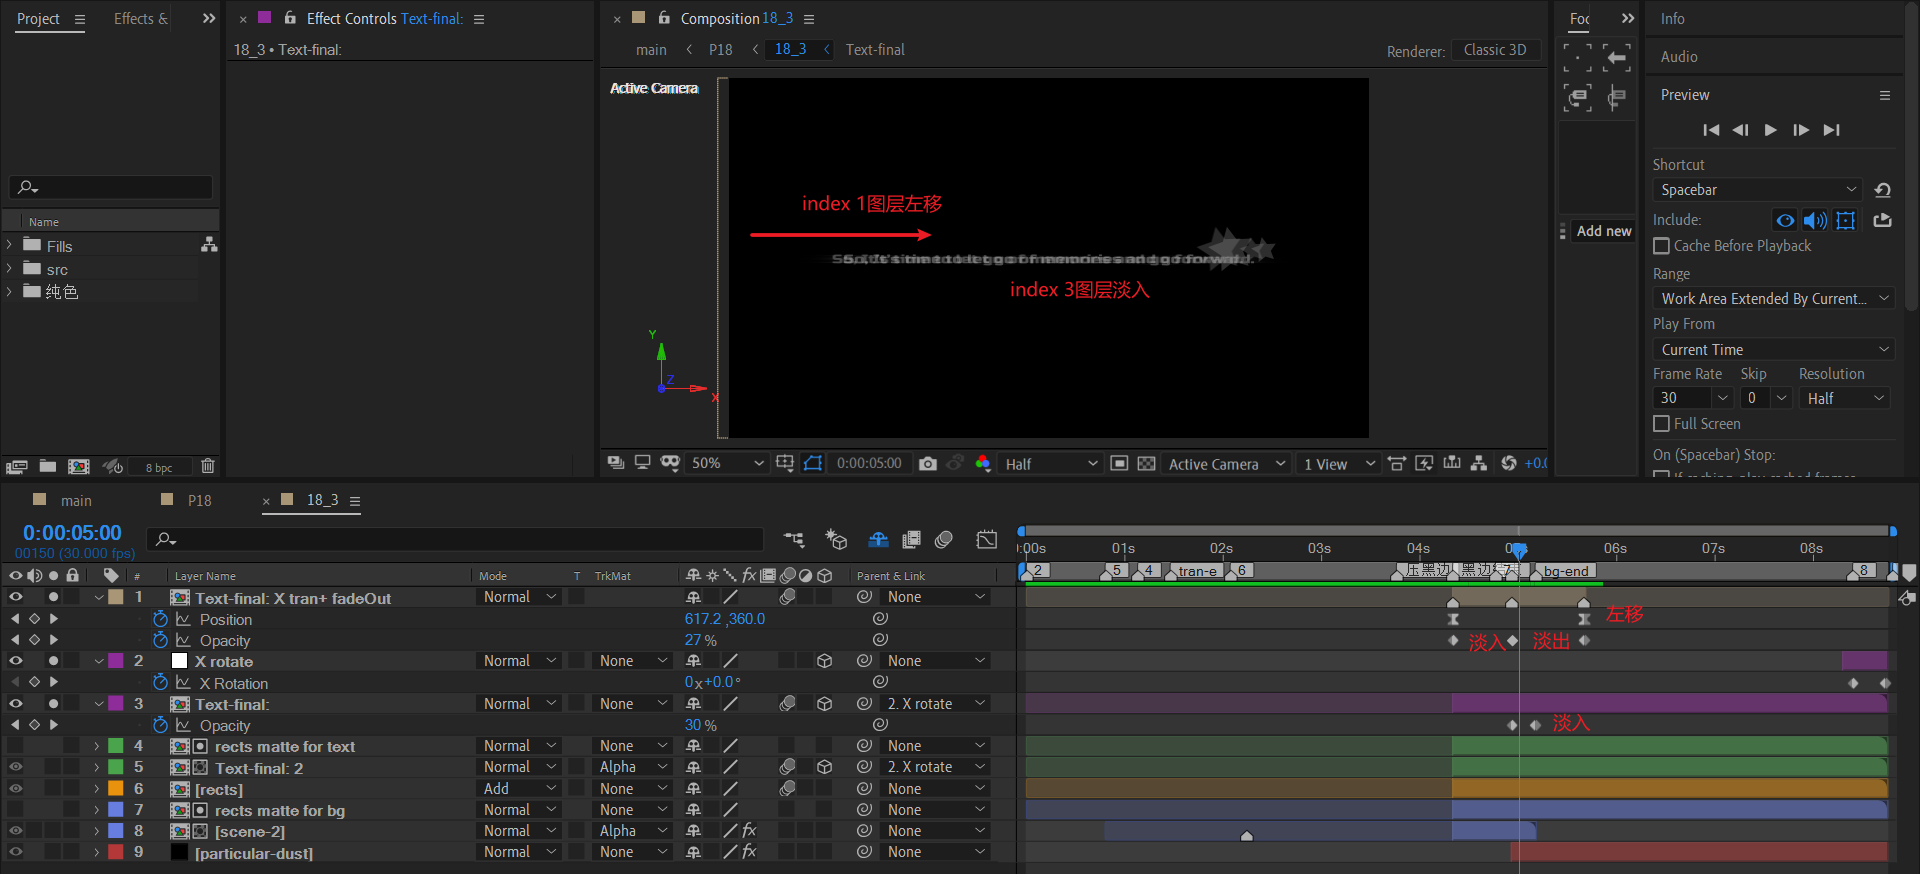 Project
Effects &
Effect Controls Text-final:
18_3 • Text-final:
Name
Fills
src
纯色
8 bpc
Composition 18_3
main
P18
18_3
Text-final
Renderer:
Classic 3D
Active Camera
index 1图层左移
So, it's time to let go of memories and go forward.
index 3图层淡入
Y
Z
X
50%
0:00:05:00
Half
Active Camera
1 View
+0.0
Foc
Add new
Info
Audio
Preview
Shortcut
Spacebar
Include:
Cache Before Playback
Range
Work Area Extended By Current...
Play From
Current Time
Frame Rate
Skip
Resolution
30
0
Half
Full Screen
On (Spacebar) Stop:
If caching, play cached frames
main
P18
18_3
0:00:05:00
00150 (30.000 fps)
#
Layer Name
Mode
T
TrkMat
Parent & Link
:00s
01s
02s
03s
04s
06s
07s
08s
2
5
4
tran-e
6
压黑边
7
bg-end
8
1
Text-final: X tran+ fadeOut
Normal
None
Position
617.2 ,360.0
左移
Opacity
27 %
淡入
淡出
2
X rotate
Normal
None
None
X Rotation
0x+0.0°
3
Text-final:
Normal
None
2. X rotate
Opacity
30 %
淡入
4
rects matte for text
Normal
None
None
5
Text-final: 2
Normal
Alpha
2. X rotate
6
[rects]
Add
None
None
7
rects matte for bg
Normal
None
None
8
[scene-2]
Normal
Alpha
fx
None
9
[particular-dust]
Normal
None
fx
None